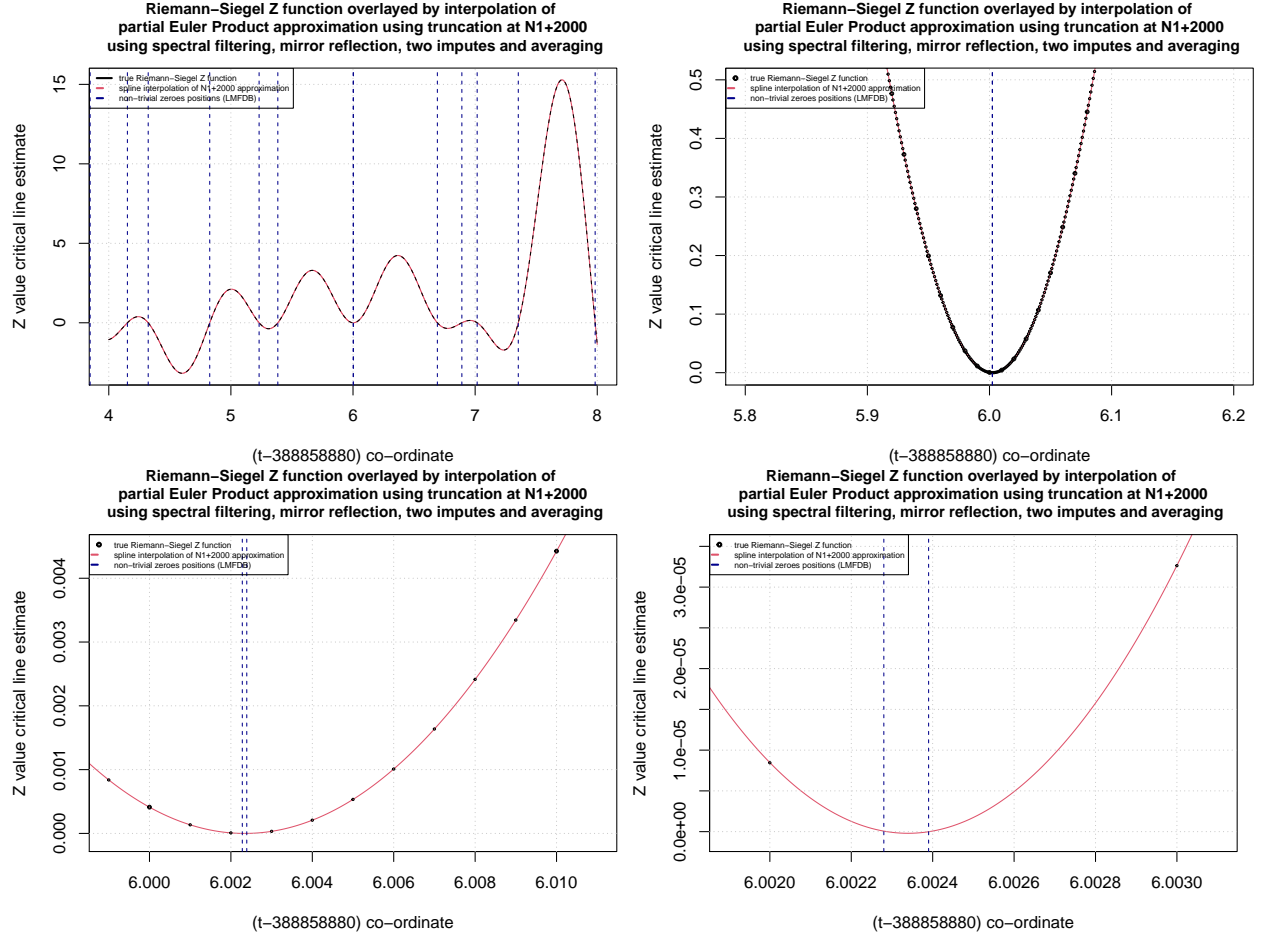 Riemann−Siegel Z function overlayed by interpolation of
partial Euler Product approximation using truncation at N1+2000
using spectral filtering, mirror reflection, two imputes and averaging
true Riemann−Siegel Z function
spline interpolation of N1+2000 approximation
non−trivial zeroes positions (LMFDB)
Z value critical line estimate
15
10
5
0
4
5
6
7
8
(t−388858880) co−ordinate
Riemann−Siegel Z function overlayed by interpolation of
partial Euler Product approximation using truncation at N1+2000
using spectral filtering, mirror reflection, two imputes and averaging
true Riemann−Siegel Z function
spline interpolation of N1+2000 approximation
non−trivial zeroes positions (LMFDB)
Z value critical line estimate
0.5
0.4
0.3
0.2
0.1
0.0
5.8
5.9
6.0
6.1
6.2
(t−388858880) co−ordinate
Riemann−Siegel Z function overlayed by interpolation of
partial Euler Product approximation using truncation at N1+2000
using spectral filtering, mirror reflection, two imputes and averaging
true Riemann−Siegel Z function
spline interpolation of N1+2000 approximation
non−trivial zeroes positions (LMFDB)
Z value critical line estimate
0.004
0.003
0.002
0.001
0.000
6.000
6.002
6.004
6.006
6.008
6.010
(t−388858880) co−ordinate
Riemann−Siegel Z function overlayed by interpolation of
partial Euler Product approximation using truncation at N1+2000
using spectral filtering, mirror reflection, two imputes and averaging
true Riemann−Siegel Z function
spline interpolation of N1+2000 approximation
non−trivial zeroes positions (LMFDB)
Z value critical line estimate
3.0e−05
2.0e−05
1.0e−05
0.0e+00
6.0020
6.0022
6.0024
6.0026
6.0028
6.0030
(t−388858880) co−ordinate